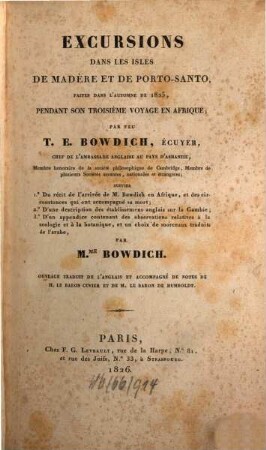 EXCURSIONS
DANS LES ISLES
DE MADÈRE ET DE PORTO-SANTO,
FAITES DANS L'AUTOMNE DE 1823,
PENDANT SON TROISIÈME VOYAGE EN AFRIQUE;
PAR FEU
T. E. BOWDICH, ÉCUYER,
CHEF DE L'AMBASSADE ANGLAISE AU PAYS D'ASHANTIE,
Membre honoraire de la société philosophique de Cambridge, Membre de
plusieurs Sociétés savantes, nationales et étrangères;
SUIVIES
1.° Du récit de l'arrivée de M. Bowdich en Afrique, et des cir-
constances qui ont accompagné sa mort;
2.° D'une description des établissemens anglais sur la Gambie;
3.° D'un appendice contenant des observations relatives à la
zoologie et à la botanique, et un choix de morceaux traduits
de l'arabe,
PAR
M.ME BOWDICH.
OUVRAGE TRADUIT DE L'ANGLAIS ET ACCOMPAGNÉ DE NOTES DE
M. LE BARON CUVIER ET DE M. LE BARON DE HUMBOLDT.
PARIS,
Chez F. G. LEVRAULT, rue de la Harpe, N.° 81,
et rue des Juifs, N.° 33, à STRASBOURG.
1826.